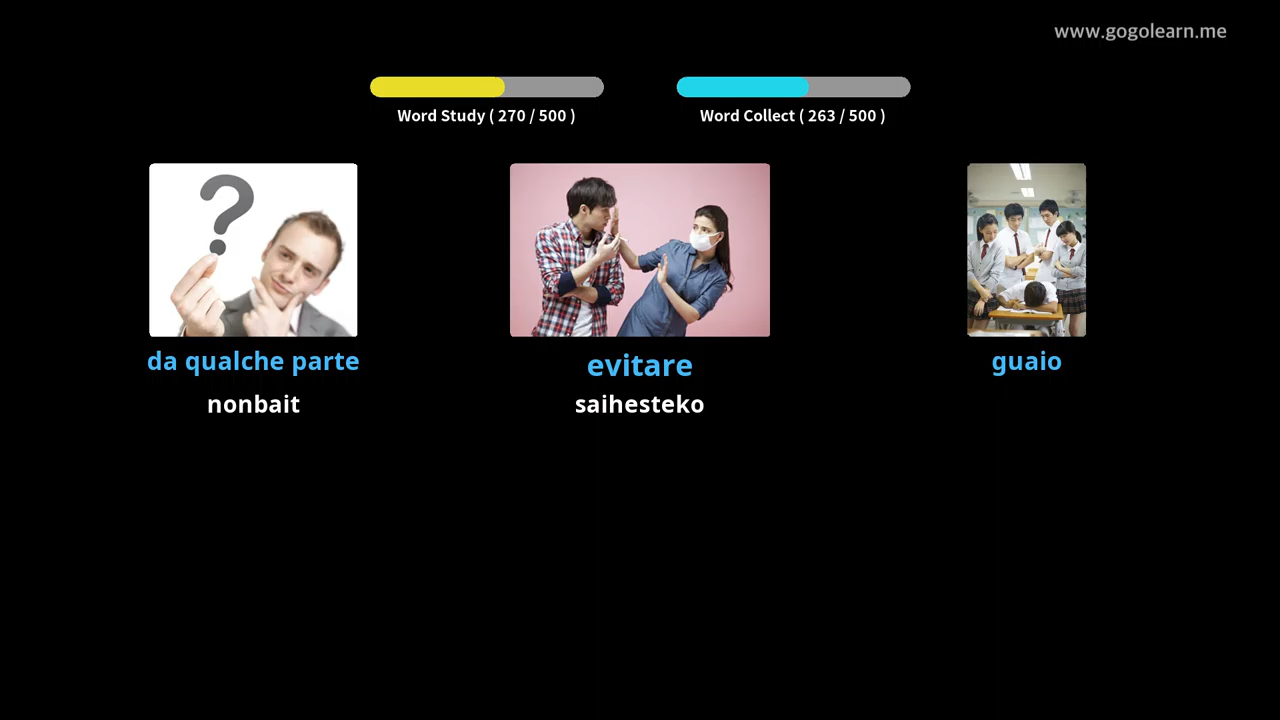 www.gogolearn.me
Word Study ( 270 / 500 )
Word Collect ( 263 / 500 )
da qualche parte
evitare
guaio
nonbait
saihesteko